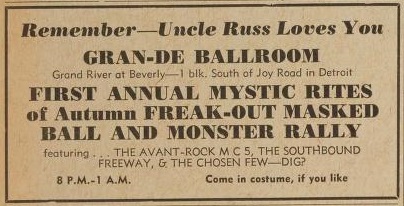 Remember—Uncle Russ Loves You
GRAN-DE BALLROOM
Grand River at Beverly—1 blk. South of Joy Road in Detroit
FIRST ANNUAL MYSTIC RITES
of Autumn FREAK-OUT MASKED
BALL AND MONSTER RALLY
featuring . . . THE AVANT-ROCK M C 5, THE SOUTHBOUND
FREEWAY, & THE CHOSEN FEW—DIG?
8 P.M.-1 A.M. Come in costume, if you like